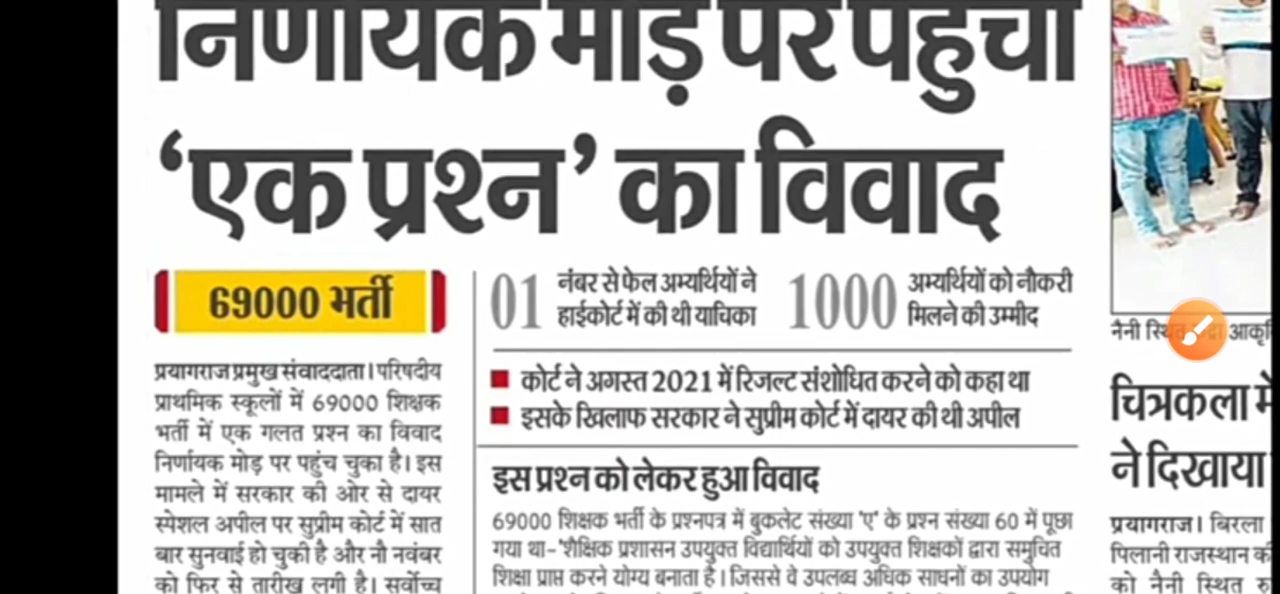 निर्णायक मोड़ पर पहुंचा
‘एक प्रश्न’ का विवाद
69000 भर्ती
प्रयागराज प्रमुख संवाददाता। परिषदीय
प्राथमिक स्कूलों में 69000 शिक्षक
भर्ती में एक गलत प्रश्न का विवाद
निर्णायक मोड़ पर पहुंच चुका है। इस
मामले में सरकार की ओर से दायर
स्पेशल अपील पर सुप्रीम कोर्ट में सात
बार सुनवाई हो चुकी है और नौ नवंबर
को फिर से तारीख लगी है। सर्वोच्च
01 नंबर से फेल अभ्यर्थियों ने
हाईकोर्ट में की थी याचिका
1000 अभ्यर्थियों को नौकरी
मिलने की उम्मीद
कोर्ट ने अगस्त 2021 में रिजल्ट संशोधित करने को कहा था
इसके खिलाफ सरकार ने सुप्रीम कोर्ट में दायर की थी अपील
इस प्रश्न को लेकर हुआ विवाद
69000 शिक्षक भर्ती के प्रश्नपत्र में बुकलेट संख्या 'ए' के प्रश्न संख्या 60 में पूछा
गया था-'शैक्षिक प्रशासन उपयुक्त विद्यार्थियों को उपयुक्त शिक्षकों द्वारा समुचित
शिक्षा प्राप्त करने योग्य बनाता है। जिससे वे उपलब्ध अधिक साधनों का उपयोग
नैनी स्थित
चित्रकला में
ने दिखाया
प्रयागराज। बिरला
पिलानी राजस्थान की
को नैनी स्थित